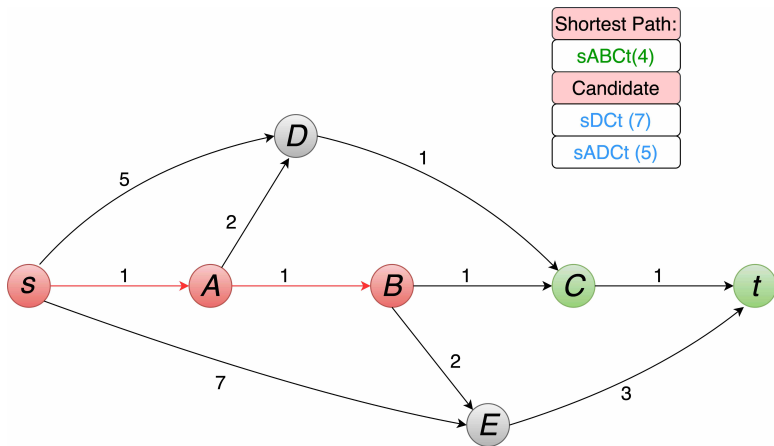 Shortest Path:
sABCt(4)
Candidate
sDCt (7)
sADCt (5)
D
5
1
2
s
1
A
1
B
1
C
1
t
2
7
3
E